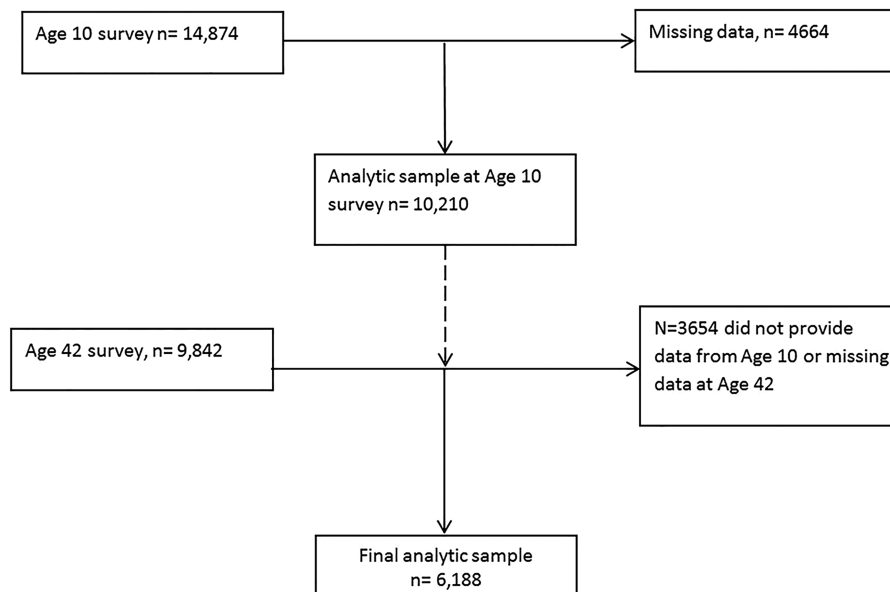 Age 10 survey n= 14,874
Missing data, n= 4664
Analytic sample at Age 10
survey n= 10,210
Age 42 survey, n= 9,842
N=3654 did not provide
data from Age 10 or missing
data at Age 42
Final analytic sample
n= 6,188